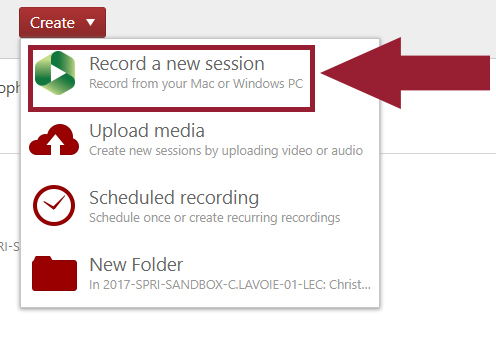 Create
oph
Record a new session
Record from your Mac or Windows PC
Upload media
Create new sessions by uploading video or audio
Scheduled recording
Schedule once or create recurring recordings
RI-S
New Folder
In 2017-SPRI-SANDBOX-C.LAVOIE-01-LEC: Christ...